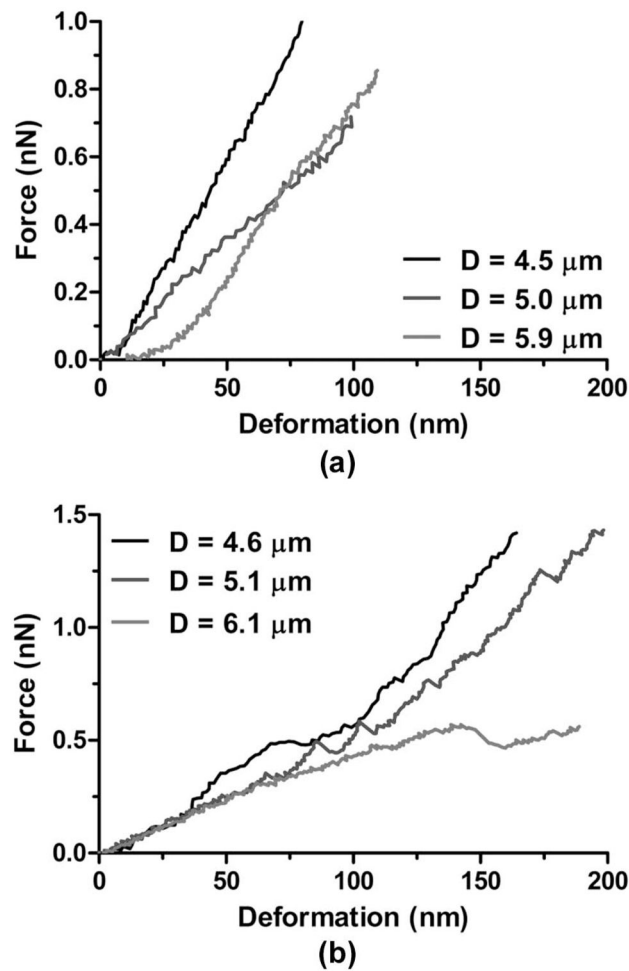 1.0
0.8
0.6
0.4
0.2
0.0
Force (nN)
D = 4.5 μm
D = 5.0 μm
D = 5.9 μm
0 50 100 150 200
Deformation (nm)
(a)
1.5
1.0
0.5
0.0
Force (nN)
D = 4.6 μm
D = 5.1 μm
D = 6.1 μm
0 50 100 150 200
Deformation (nm)
(b)